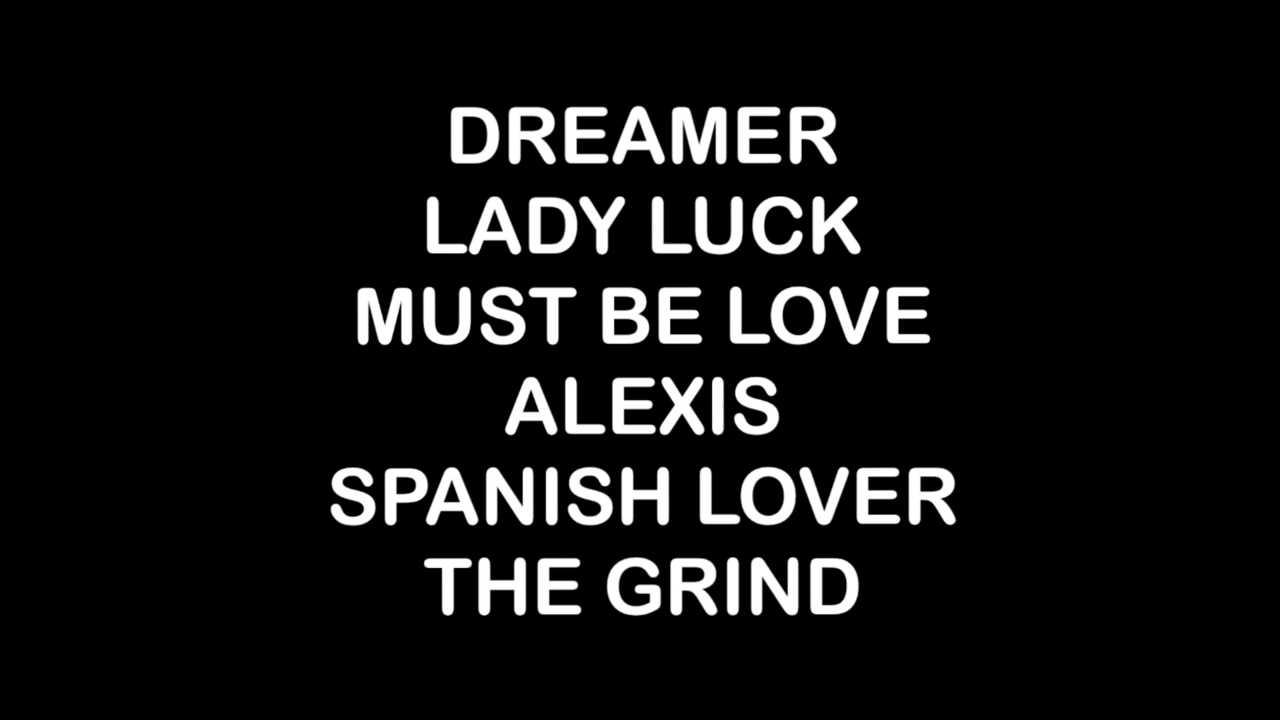 DREAMER
LADY LUCK
MUST BE LOVE
ALEXIS
SPANISH LOVER
THE GRIND